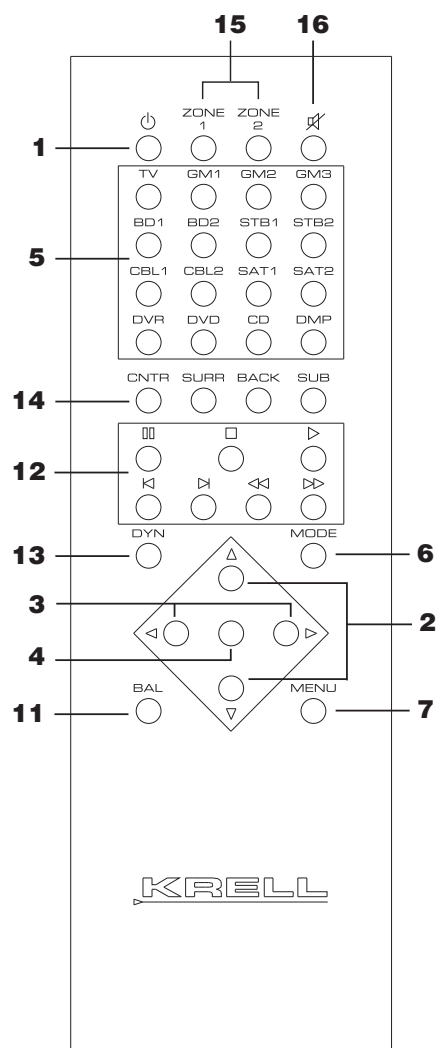 15 16
ZONE 1 ZONE 2
1
TV GM1 GM2 GM3
BD1 BD2 STB1 STB2
5
CBL1 CBL2 SAT1 SAT2
DVR DVD CD DMP
CNTR SURR BACK SUB
14
12
DYN MODE
13 6
3
2
4
BAL MENU
11 7
KRELL